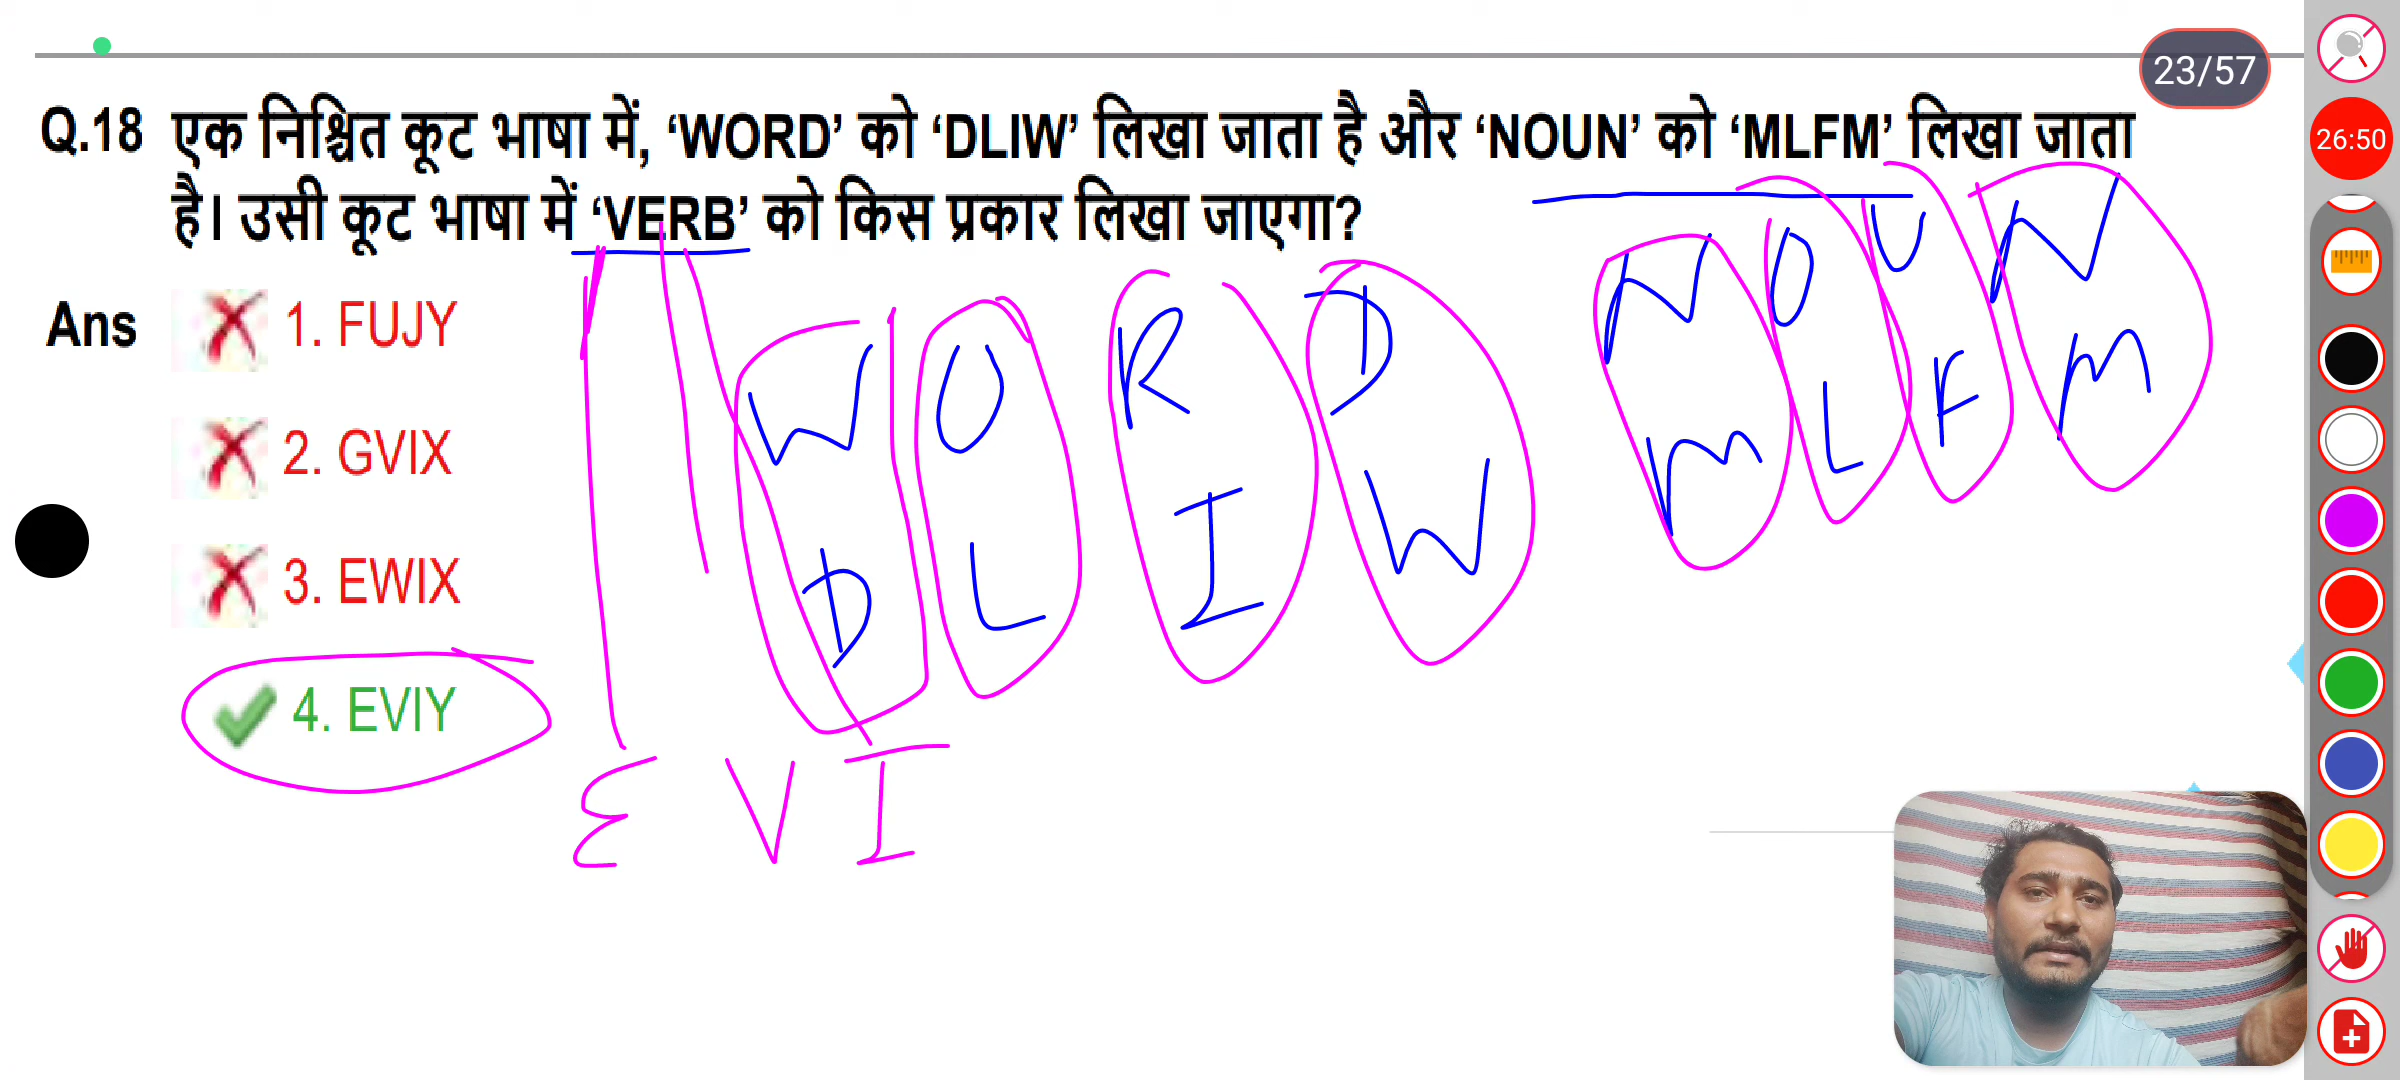 23/57
26:50
Q.18 एक निश्चित कूट भाषा में, ‘WORD’ को ‘DLIW’ लिखा जाता है और ‘NOUN’ को ‘MLFM’ लिखा जाता
है। उसी कूट भाषा में ‘VERB’ को किस प्रकार लिखा जाएगा?
Ans 1. FUJY
2. GVIX
3. EWIX
4. EVIY
W O R D N O U N
D L I W M L F M
E V I